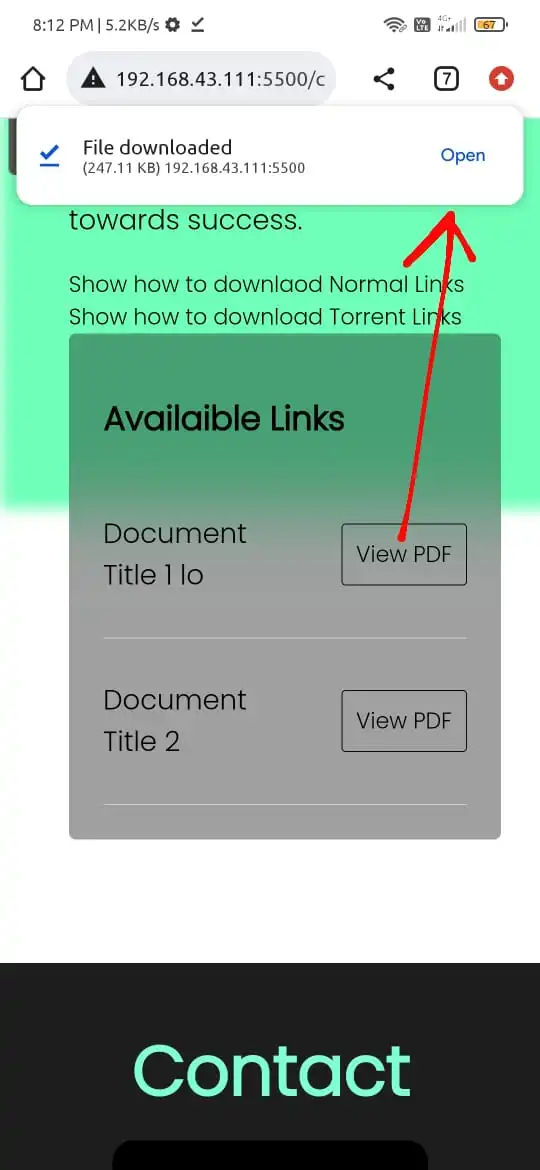 8:12 PM | 5.2KB/s
Vo LTE 4G+ 67
192.168.43.111:5500/c
7
File downloaded
(247.11 KB) 192.168.43.111:5500
Open
towards success.
Show how to downlaod Normal Links
Show how to download Torrent Links
Availaible Links
Document
Title 1 lo
View PDF
Document
Title 2
View PDF
Contact